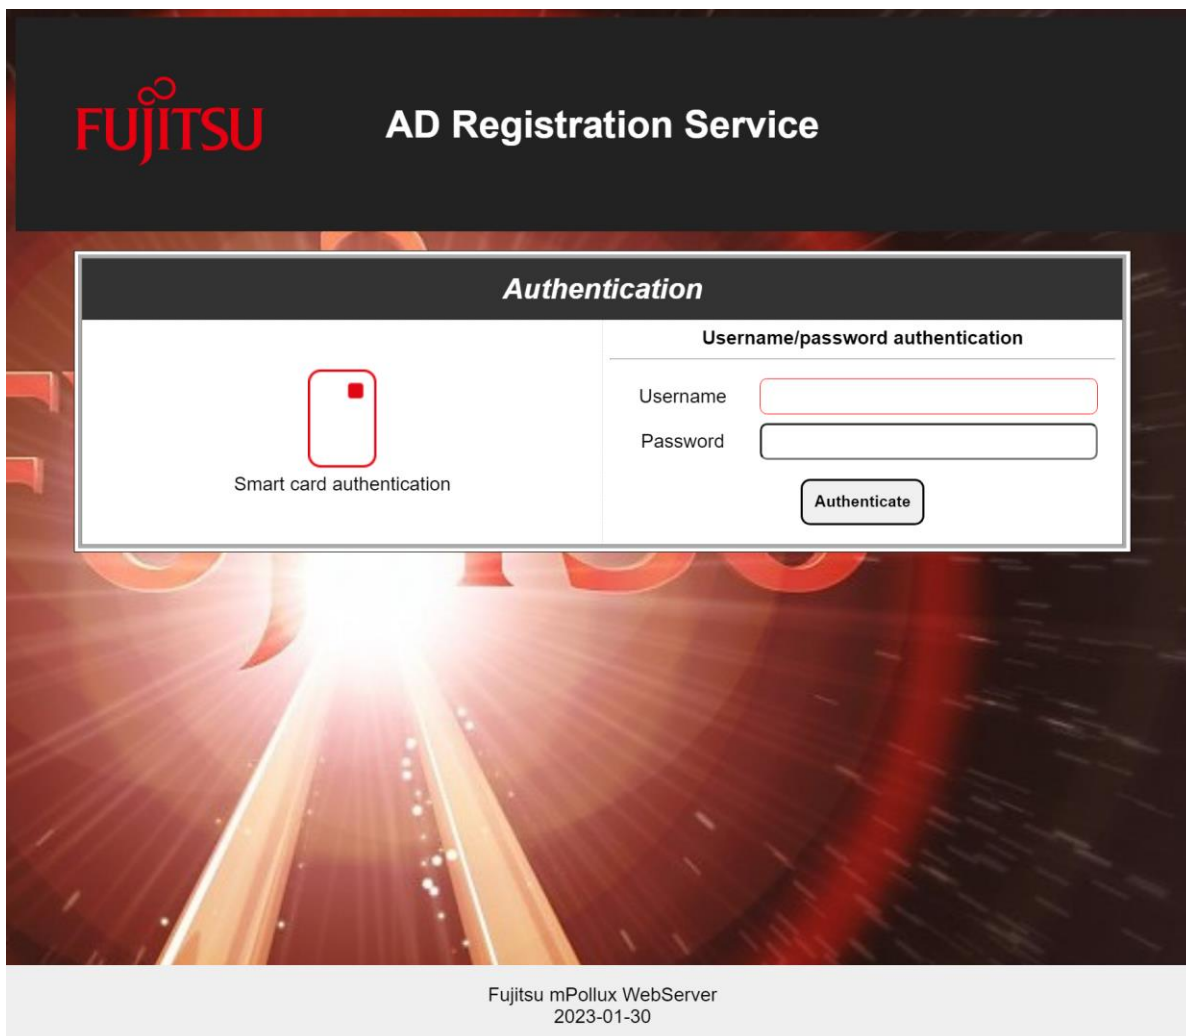 FUJITSU
AD Registration Service
Authentication
Smart card authentication
Username/password authentication
Username
Password
Authenticate
Fujitsu mPollux WebServer
2023-01-30